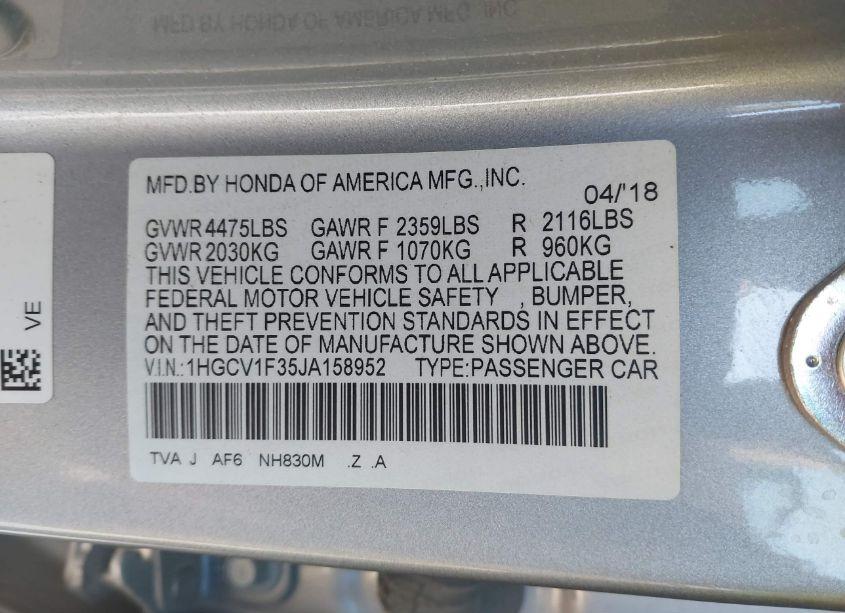 MFD.BY HONDA OF AMERICA MFG.,INC.
04/'18
GVWR 4475LBS GAWR F 2359LBS R 2116LBS
GVWR 2030KG GAWR F 1070KG R 960KG
THIS VEHICLE CONFORMS TO ALL APPLICABLE
FEDERAL MOTOR VEHICLE SAFETY , BUMPER,
AND THEFT PREVENTION STANDARDS IN EFFECT
ON THE DATE OF MANUFACTURE SHOWN ABOVE.
V.I.N.:1HGCV1F35JA158952 TYPE:PASSENGER CAR
TVA J AF6 NH830M .Z .A
VE